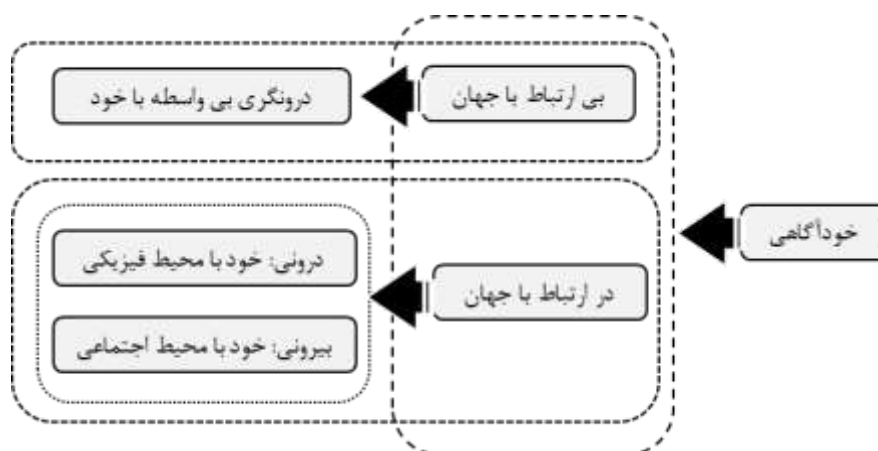 خودآگاهی
بی ارتباط با جهان
درونگری بی واسطه با خود
در ارتباط با جهان
درونی: خود با محیط فیزیکی
بیرونی: خود با محیط اجتماعی